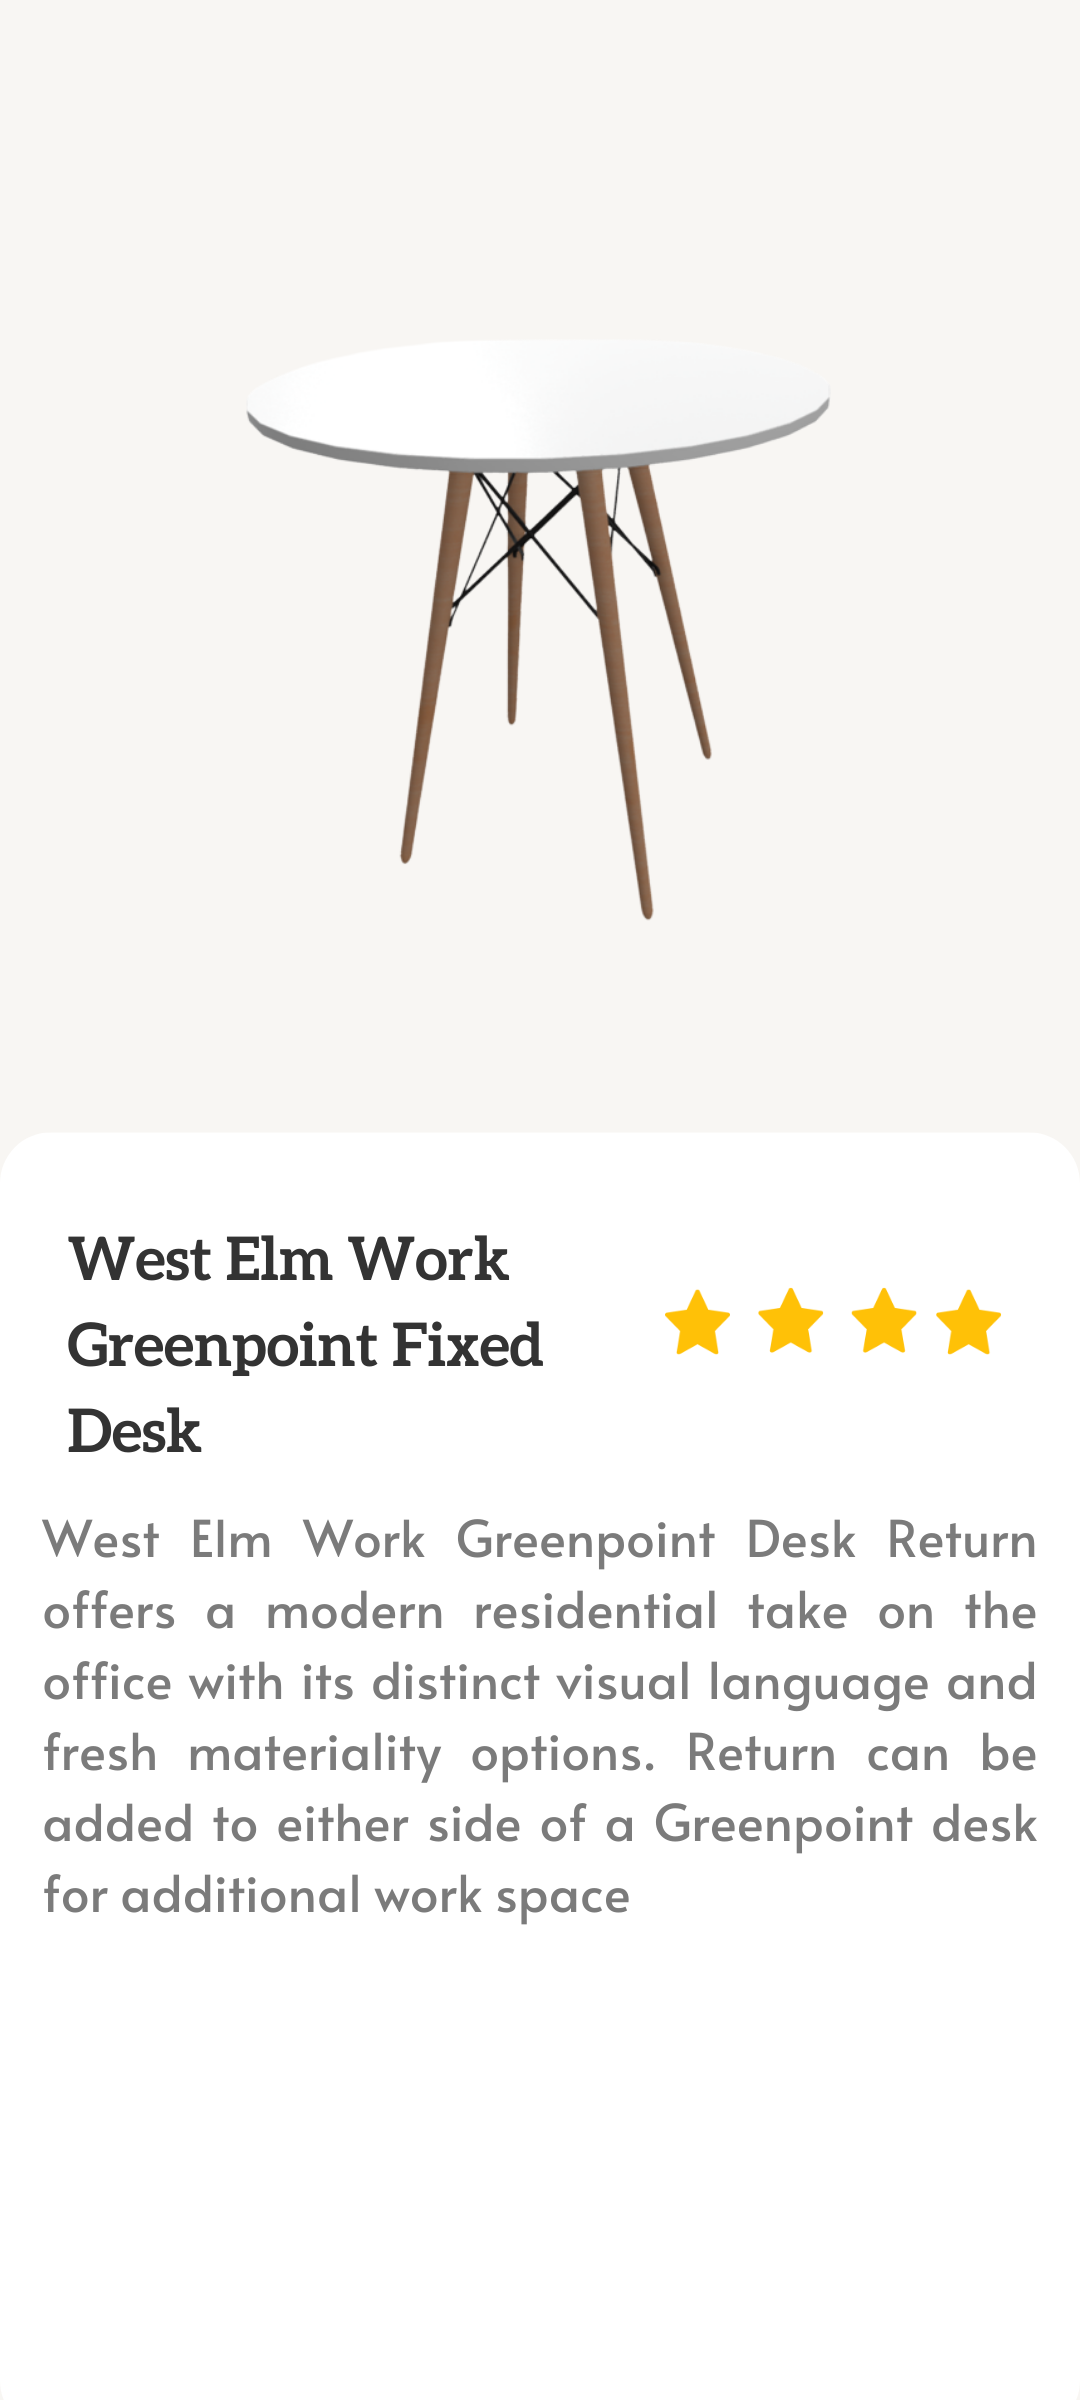 West Elm Work
Greenpoint Fixed
Desk
West Elm Work Greenpoint Desk Return
offers a modern residential take on the
office with its distinct visual language and
fresh materiality options. Return can be
added to either side of a Greenpoint desk
for additional work space